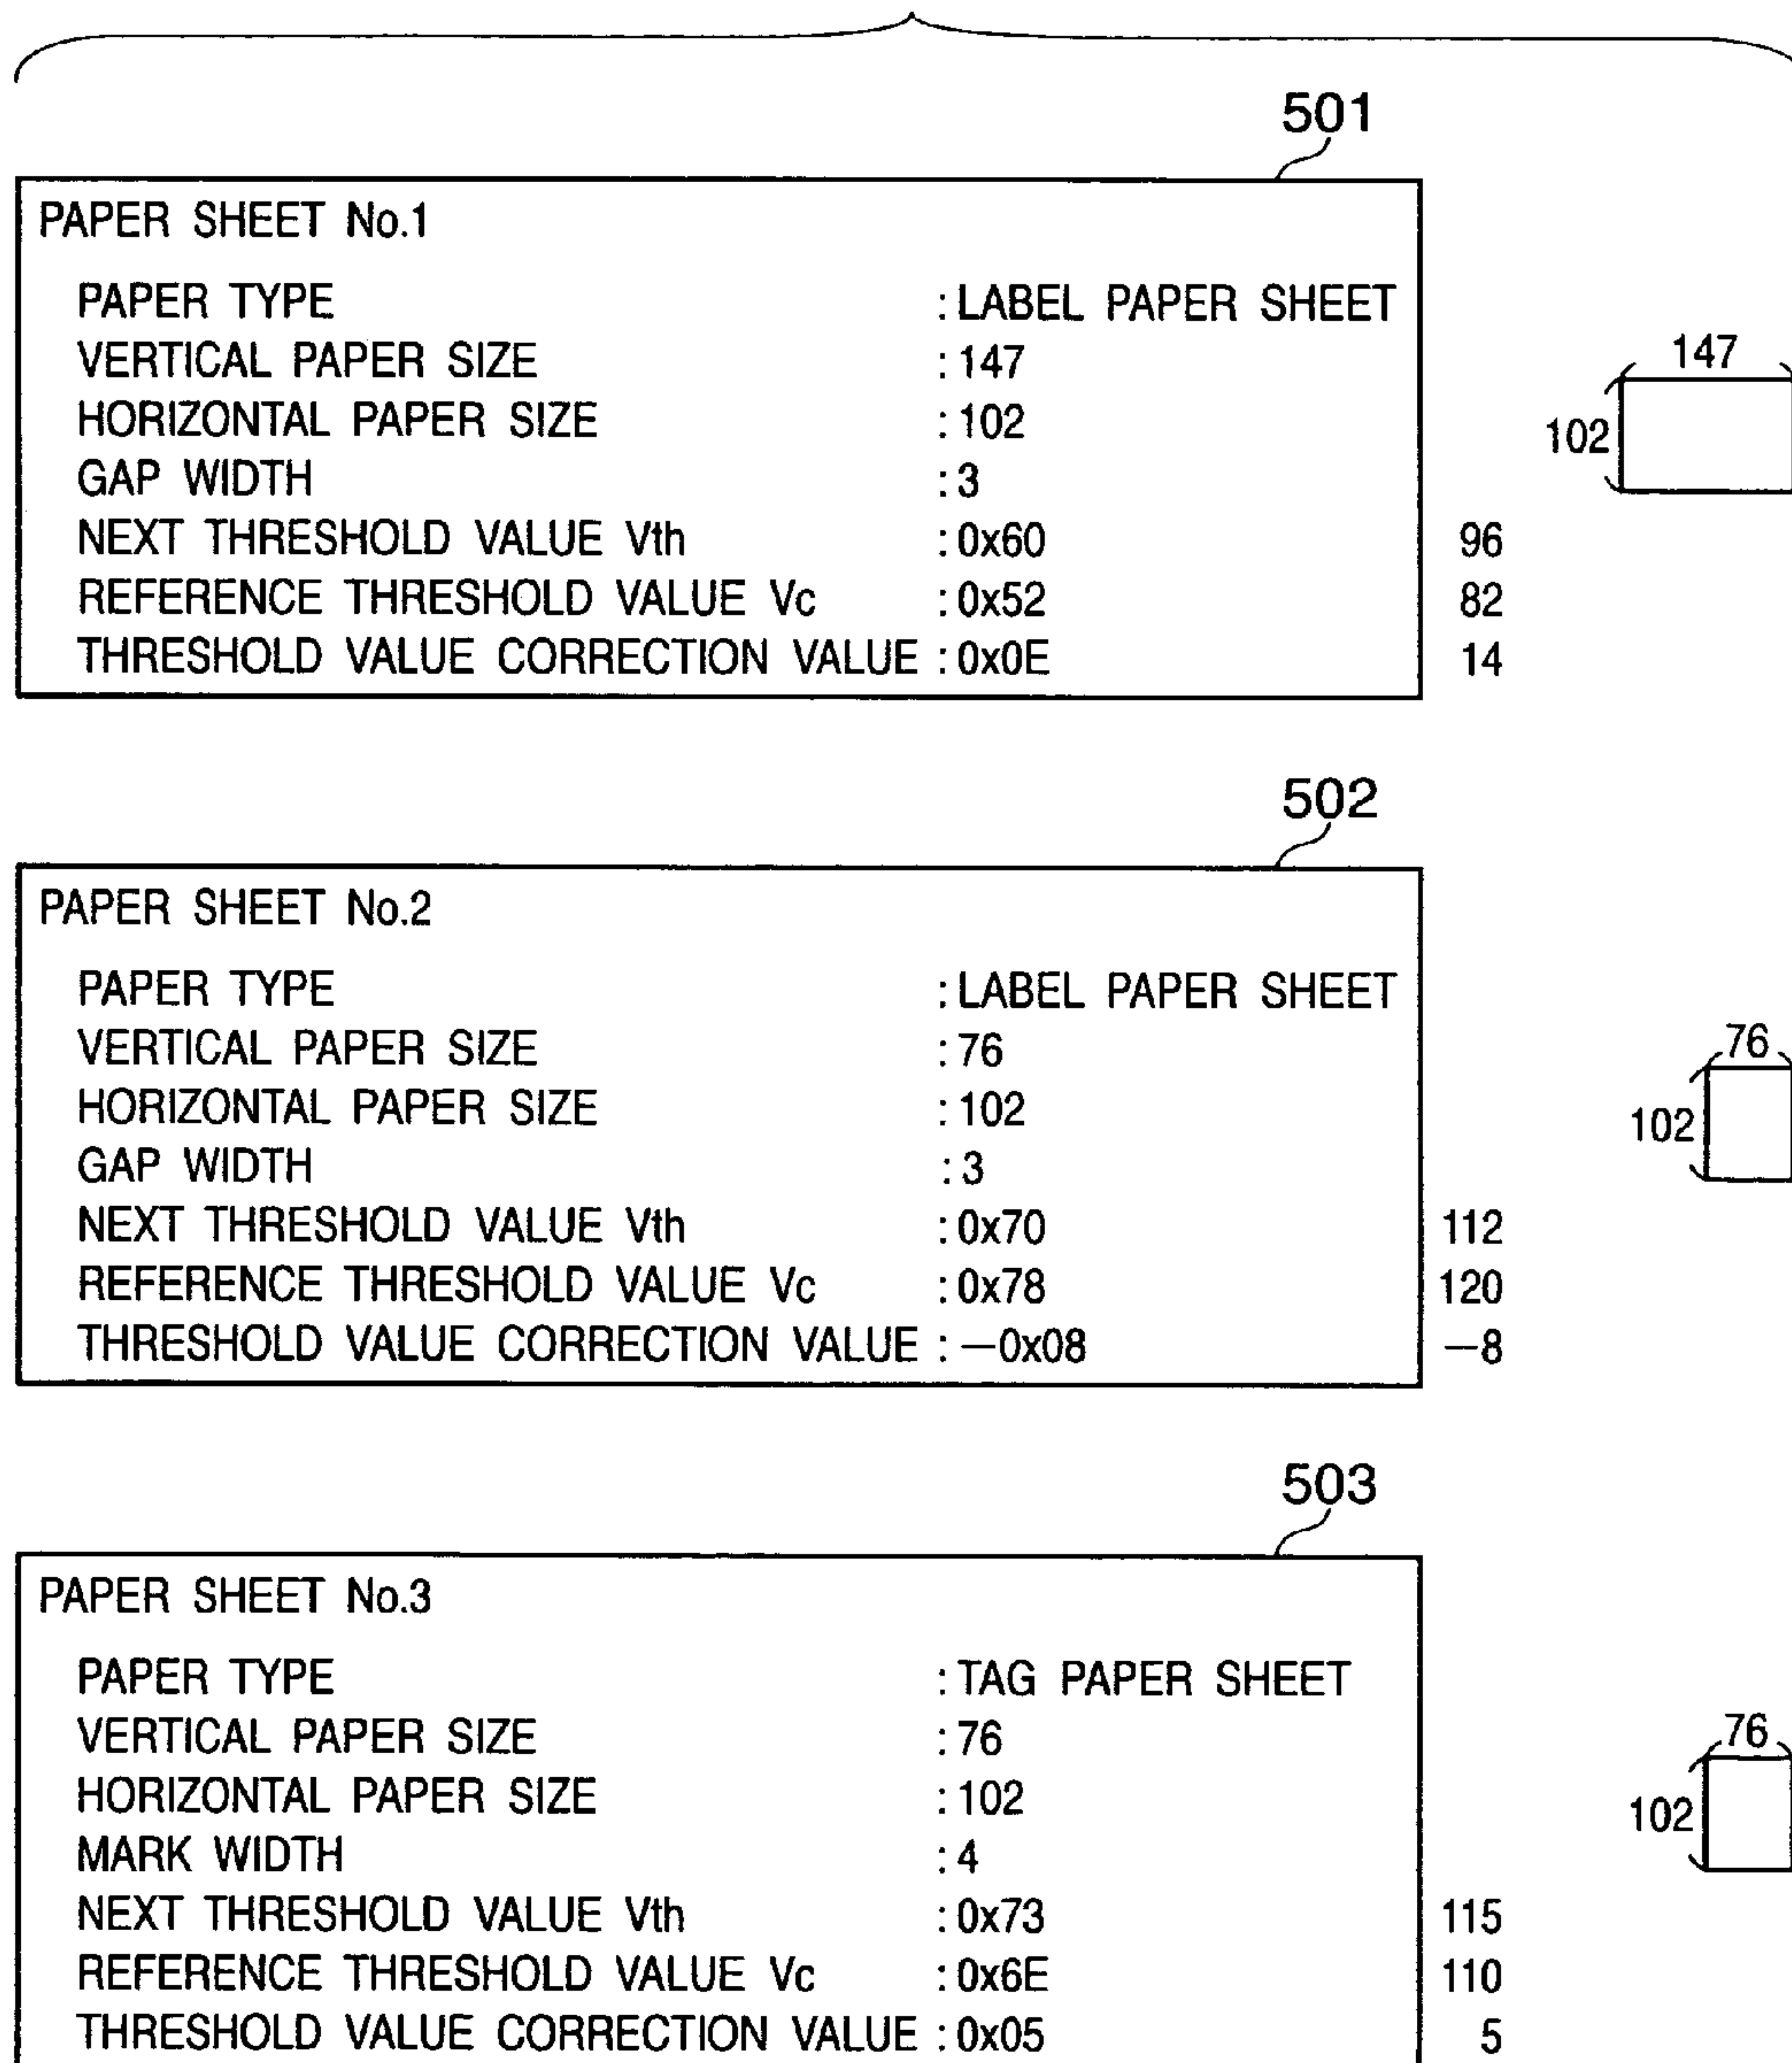 501
PAPER SHEET No.1
PAPER TYPE : LABEL PAPER SHEET
VERTICAL PAPER SIZE : 147
HORIZONTAL PAPER SIZE : 102
GAP WIDTH : 3
NEXT THRESHOLD VALUE Vth : 0x60 96
REFERENCE THRESHOLD VALUE Vc : 0x52 82
THRESHOLD VALUE CORRECTION VALUE : 0x0E 14
147
102
502
PAPER SHEET No.2
PAPER TYPE : LABEL PAPER SHEET
VERTICAL PAPER SIZE : 76
HORIZONTAL PAPER SIZE : 102
GAP WIDTH : 3
NEXT THRESHOLD VALUE Vth : 0x70 112
REFERENCE THRESHOLD VALUE Vc : 0x78 120
THRESHOLD VALUE CORRECTION VALUE : —0x08 —8
76
102
503
PAPER SHEET No.3
PAPER TYPE : TAG PAPER SHEET
VERTICAL PAPER SIZE : 76
HORIZONTAL PAPER SIZE : 102
MARK WIDTH : 4
NEXT THRESHOLD VALUE Vth : 0x73 115
REFERENCE THRESHOLD VALUE Vc : 0x6E 110
THRESHOLD VALUE CORRECTION VALUE : 0x05 5
76
102